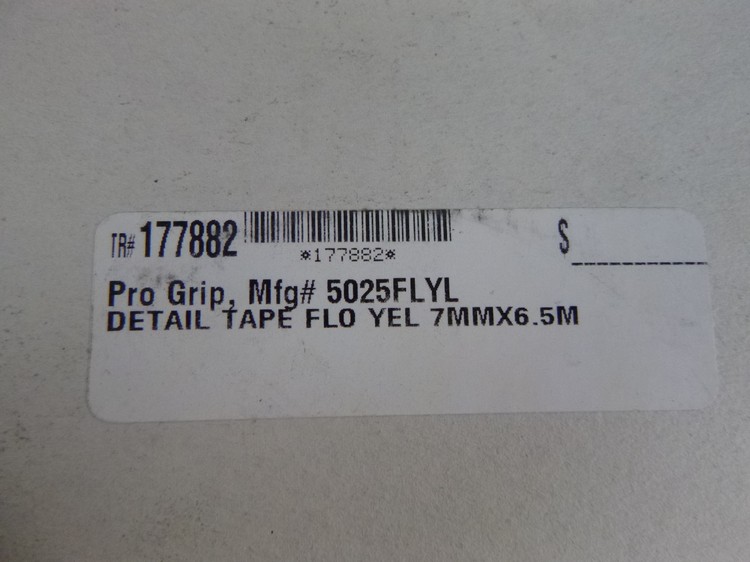 TR# 177882 $
*177882*
Pro Grip, Mfg# 5025FLYL
DETAIL TAPE FLO YEL 7MMX6.5M